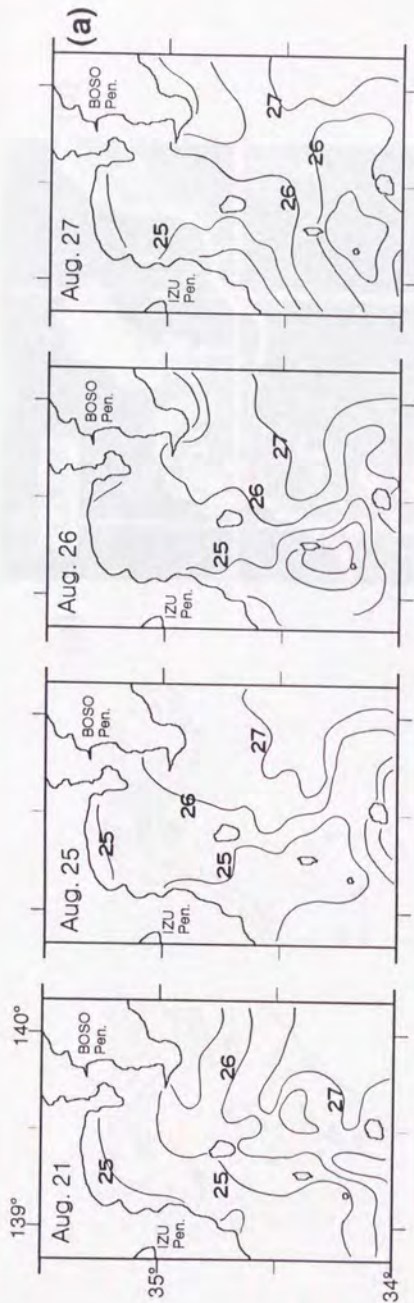 (a)
139° 140°
Aug. 21
BOSO
Pen.
25
IZU
Pen.
35°
26
25
27
34°
Aug. 25
BOSO
Pen.
25
IZU
Pen.
26
25
27
Aug. 26
BOSO
Pen.
IZU
Pen.
25
26
27
Aug. 27
BOSO
Pen.
IZU
Pen.
25
27
26
26